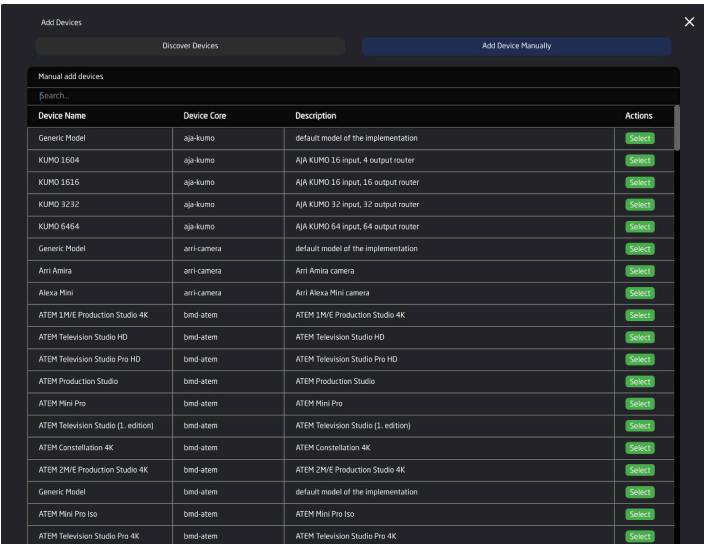 Add Devices
Discover Devices Add Device Manually
Manual add devices
Search...
Device Name Device Core Description Actions
Generic Model aja-kumo default model of the implementation Select
KUMO 1604 aja-kumo AJA KUMO 16 input, 4 output router Select
KUMO 1616 aja-kumo AJA KUMO 16 input, 16 output router Select
KUMO 3232 aja-kumo AJA KUMO 32 input, 32 output router Select
KUMO 6464 aja-kumo AJA KUMO 64 input, 64 output router Select
Generic Model arri-camera default model of the implementation Select
Arri Amira arri-camera Arri Amira camera Select
Alexa Mini arri-camera Arri Alexa Mini camera Select
ATEM 1M/E Production Studio 4K bmd-atem ATEM 1M/E Production Studio 4K Select
ATEM Television Studio HD bmd-atem ATEM Television Studio HD Select
ATEM Television Studio Pro HD bmd-atem ATEM Television Studio Pro HD Select
ATEM Production Studio bmd-atem ATEM Production Studio Select
ATEM Mini Pro bmd-atem ATEM Mini Pro Select
ATEM Television Studio (1. edition) bmd-atem ATEM Television Studio (1. edition) Select
ATEM Constellation 4K bmd-atem ATEM Constellation 4K Select
ATEM 2M/E Production Studio 4K bmd-atem ATEM 2M/E Production Studio 4K Select
Generic Model bmd-atem default model of the implementation Select
ATEM Mini Pro Iso bmd-atem ATEM Mini Pro Iso Select
ATEM Television Studio Pro 4K bmd-atem ATEM Television Studio Pro 4K Select